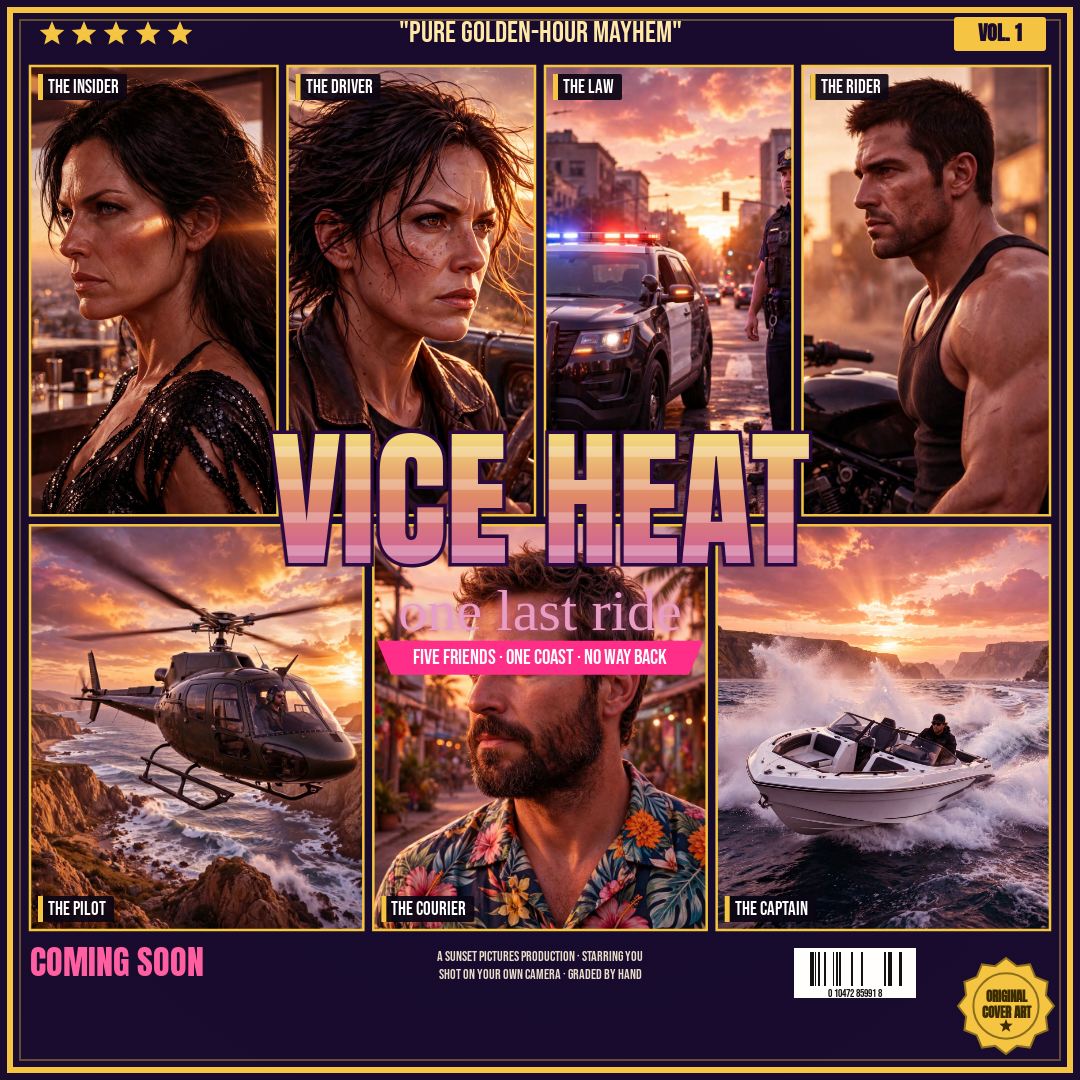 "PURE GOLDEN-HOUR MAYHEM"
VOL. 1
THE INSIDER
THE DRIVER
THE LAW
THE RIDER
VICE HEAT
one last ride
FIVE FRIENDS · ONE COAST · NO WAY BACK
THE PILOT
THE COURIER
THE CAPTAIN
COMING SOON
A SUNSET PICTURES PRODUCTION · STARRING YOU
SHOT ON YOUR OWN CAMERA · GRADED BY HAND
0 10472 85991 8
ORIGINAL
COVER ART